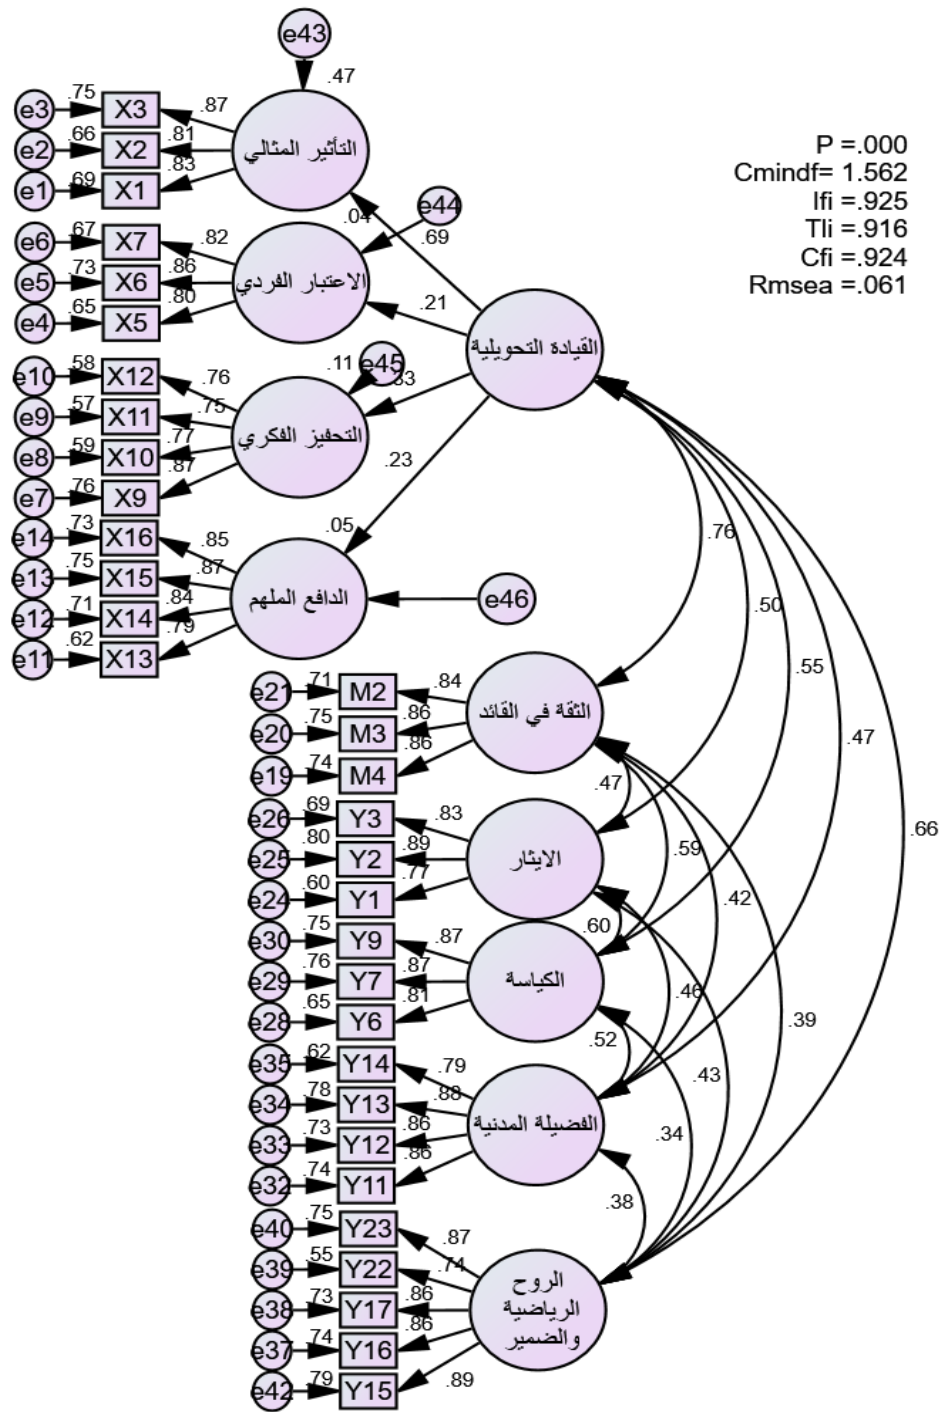 e43
.47
e3 .75 X3 .87
e2 .66 X2 .81
e1 .69 X1 .83
التأثير المثالي
P =.000
Cmindf= 1.562
Ifi =.925
Tli =.916
Cfi =.924
Rmsea =.061
e44
.04
.69
e6 .67 X7 .82
e5 .73 X6 .86
e4 .65 X5 .80
الاعتبار الفردي
.21
القيادة التحويلية
e45
.11
.33
e10 .58 X12 .76
e9 .57 X11 .75
e8 .59 X10 .77
e7 .76 X9 .87
التحفيز الفكري
.23
.05
e14 .73 X16 .85
e13 .75 X15 .87
e12 .71 X14 .84
e11 .62 X13 .79
الدافع الملهم
e46
.76
.50
.55
.47
.66
e21 .71 M2 .84
e20 .75 M3 .86
e19 .74 M4 .86
الثقة في القائد
.47
.59
.42
.39
e26 .69 Y3 .83
e25 .80 Y2 .89
e24 .60 Y1 .77
الايثار
.60
.46
.43
e30 .75 Y9 .87
e29 .76 Y7 .87
e28 .65 Y6 .81
الكياسة
.52
.34
e35 .62 Y14 .79
e34 .78 Y13 .88
e33 .73 Y12 .86
e32 .74 Y11 .86
الفضيلة المدنية
.38
e40 .75 Y23 .87
e39 .55 Y22 .74
e38 .73 Y17 .86
e37 .74 Y16 .86
e42 .79 Y15 .89
الروح
الرياضية
والضمير